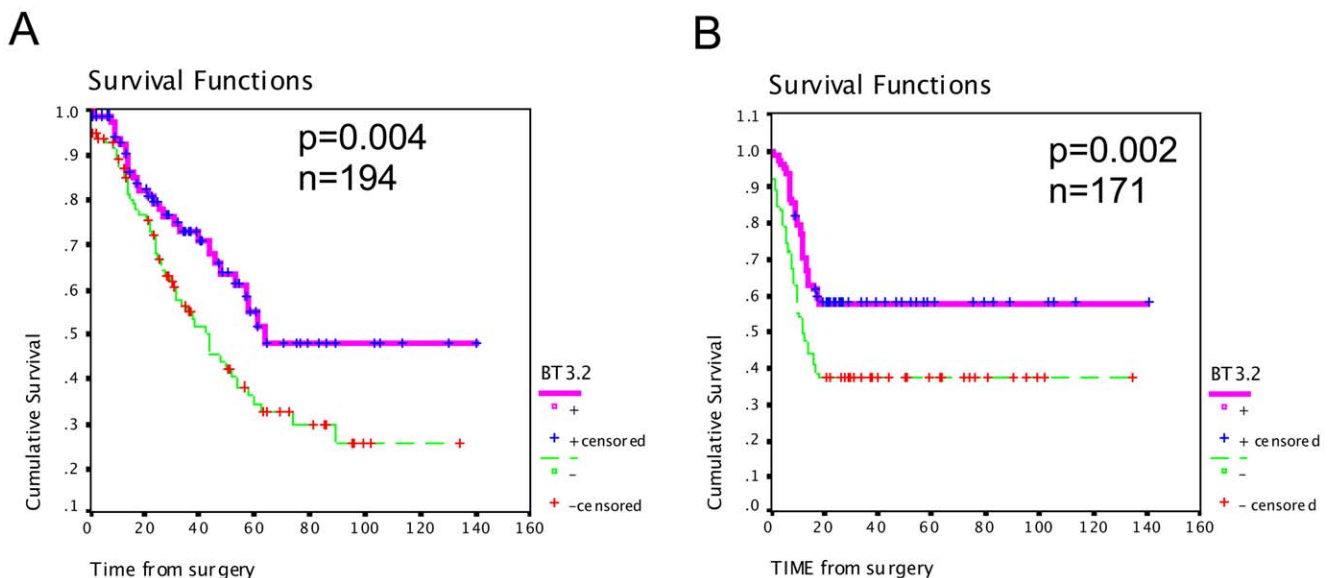 A
Survival Functions
p=0.004
n=194
Cumulative Survival
1.0
.9
.8
.7
.6
.5
.4
.3
.2
.1
0 20 40 60 80 100 120 140 160
Time from surgery
BT3.2
+
+censored
–
–censored
B
Survival Functions
p=0.002
n=171
Cumulative Survival
1.1
1.0
.9
.8
.7
.6
.5
.4
.3
.2
.1
.0
0 20 40 60 80 100 120 140 160
TIME from surgery
BT3.2
+
+ censored
–
– censored